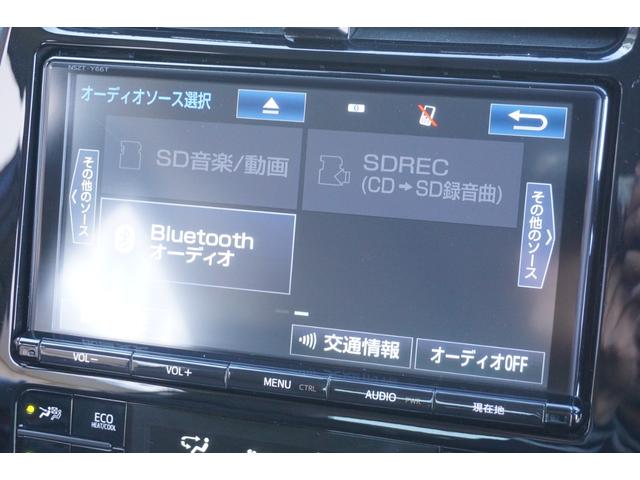 NSZT-Y66T
オーディオソース選択
0
SD音楽/動画
SDREC
(CD➡SD録音曲)
その他のソース
その他のソース
Bluetooth
オーディオ
交通情報
オーディオOFF
VOL−
VOL+
MENU CTRL
AUDIO PWR
現在地
ECO
HEAT/COOL